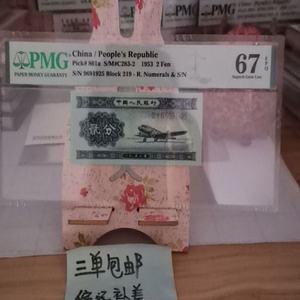 PMG
PAPER MONEY GUARANTY
China / People's Republic
Pick# 861a S/M#C283-2 1953 2 Fen
S/N 9691925 Block 219 - R. Numerals & S/N
67 EPQ
Superb Gem Unc
中国人民银行
贰分
三单包邮